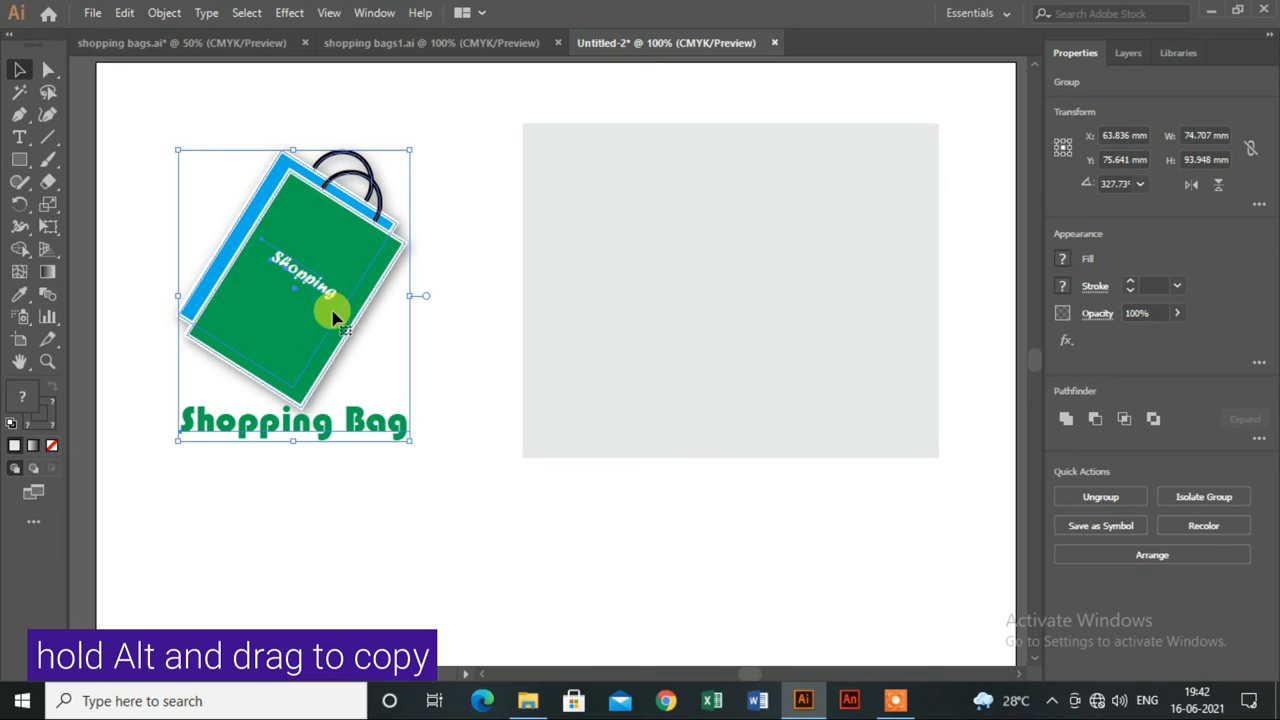 Ai
File Edit Object Type Select Effect View Window Help
Essentials
Search Adobe Stock
shopping bags.ai* @ 50% (CMYK/Preview) ×
shopping bags1.ai @ 100% (CMYK/Preview) ×
Untitled-2* @ 100% (CMYK/Preview) ×
Properties Layers Libraries
Group
Transform
X: 63.836 mm W: 74.707 mm
Y: 75.641 mm H: 93.948 mm
327.73°
Appearance
? Fill
? Stroke
Opacity 100%
fx.
Pathfinder
Expand
Quick Actions
Ungroup Isolate Group
Save as Symbol Recolor
Arrange
Shopping
Shopping Bag
?
Activate Windows
Go to Settings to activate Windows.
hold Alt and drag to copy
Type here to search
Ai An
28°C
ENG
19:42
16-06-2021